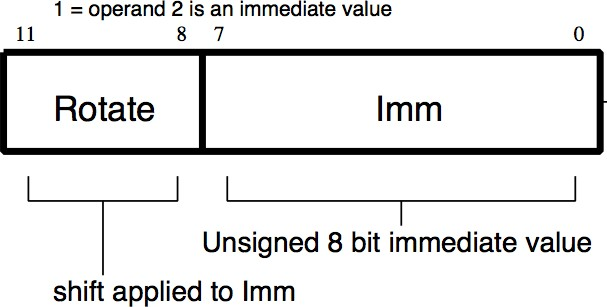 1 = operand 2 is an immediate value
11 8 7 0
Rotate Imm
Unsigned 8 bit immediate value
shift applied to Imm